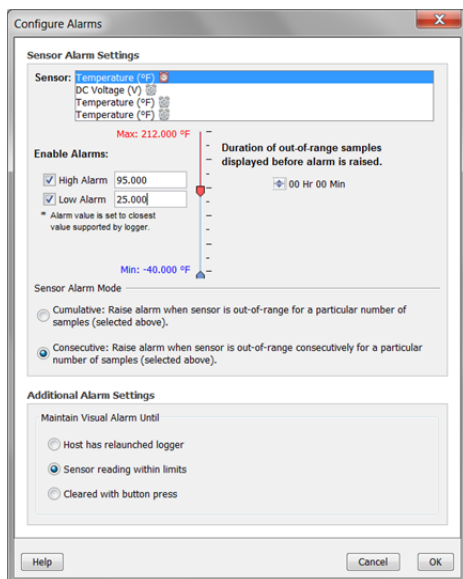 Configure Alarms
Sensor Alarm Settings
Sensor: Temperature (°F)
DC Voltage (V)
Temperature (°F)
Temperature (°F)
Max: 212.000 °F
Enable Alarms:
Duration of out-of-range samples
displayed before alarm is raised.
High Alarm 95.000
00 Hr 00 Min
Low Alarm 25.000
* Alarm value is set to closest
value supported by logger.
Min: -40.000 °F
Sensor Alarm Mode
Cumulative: Raise alarm when sensor is out-of-range for a particular number of
samples (selected above).
Consecutive: Raise alarm when sensor is out-of-range consecutively for a particular
number of samples (selected above).
Additional Alarm Settings
Maintain Visual Alarm Until
Host has relaunched logger
Sensor reading within limits
Cleared with button press
Help
Cancel
OK